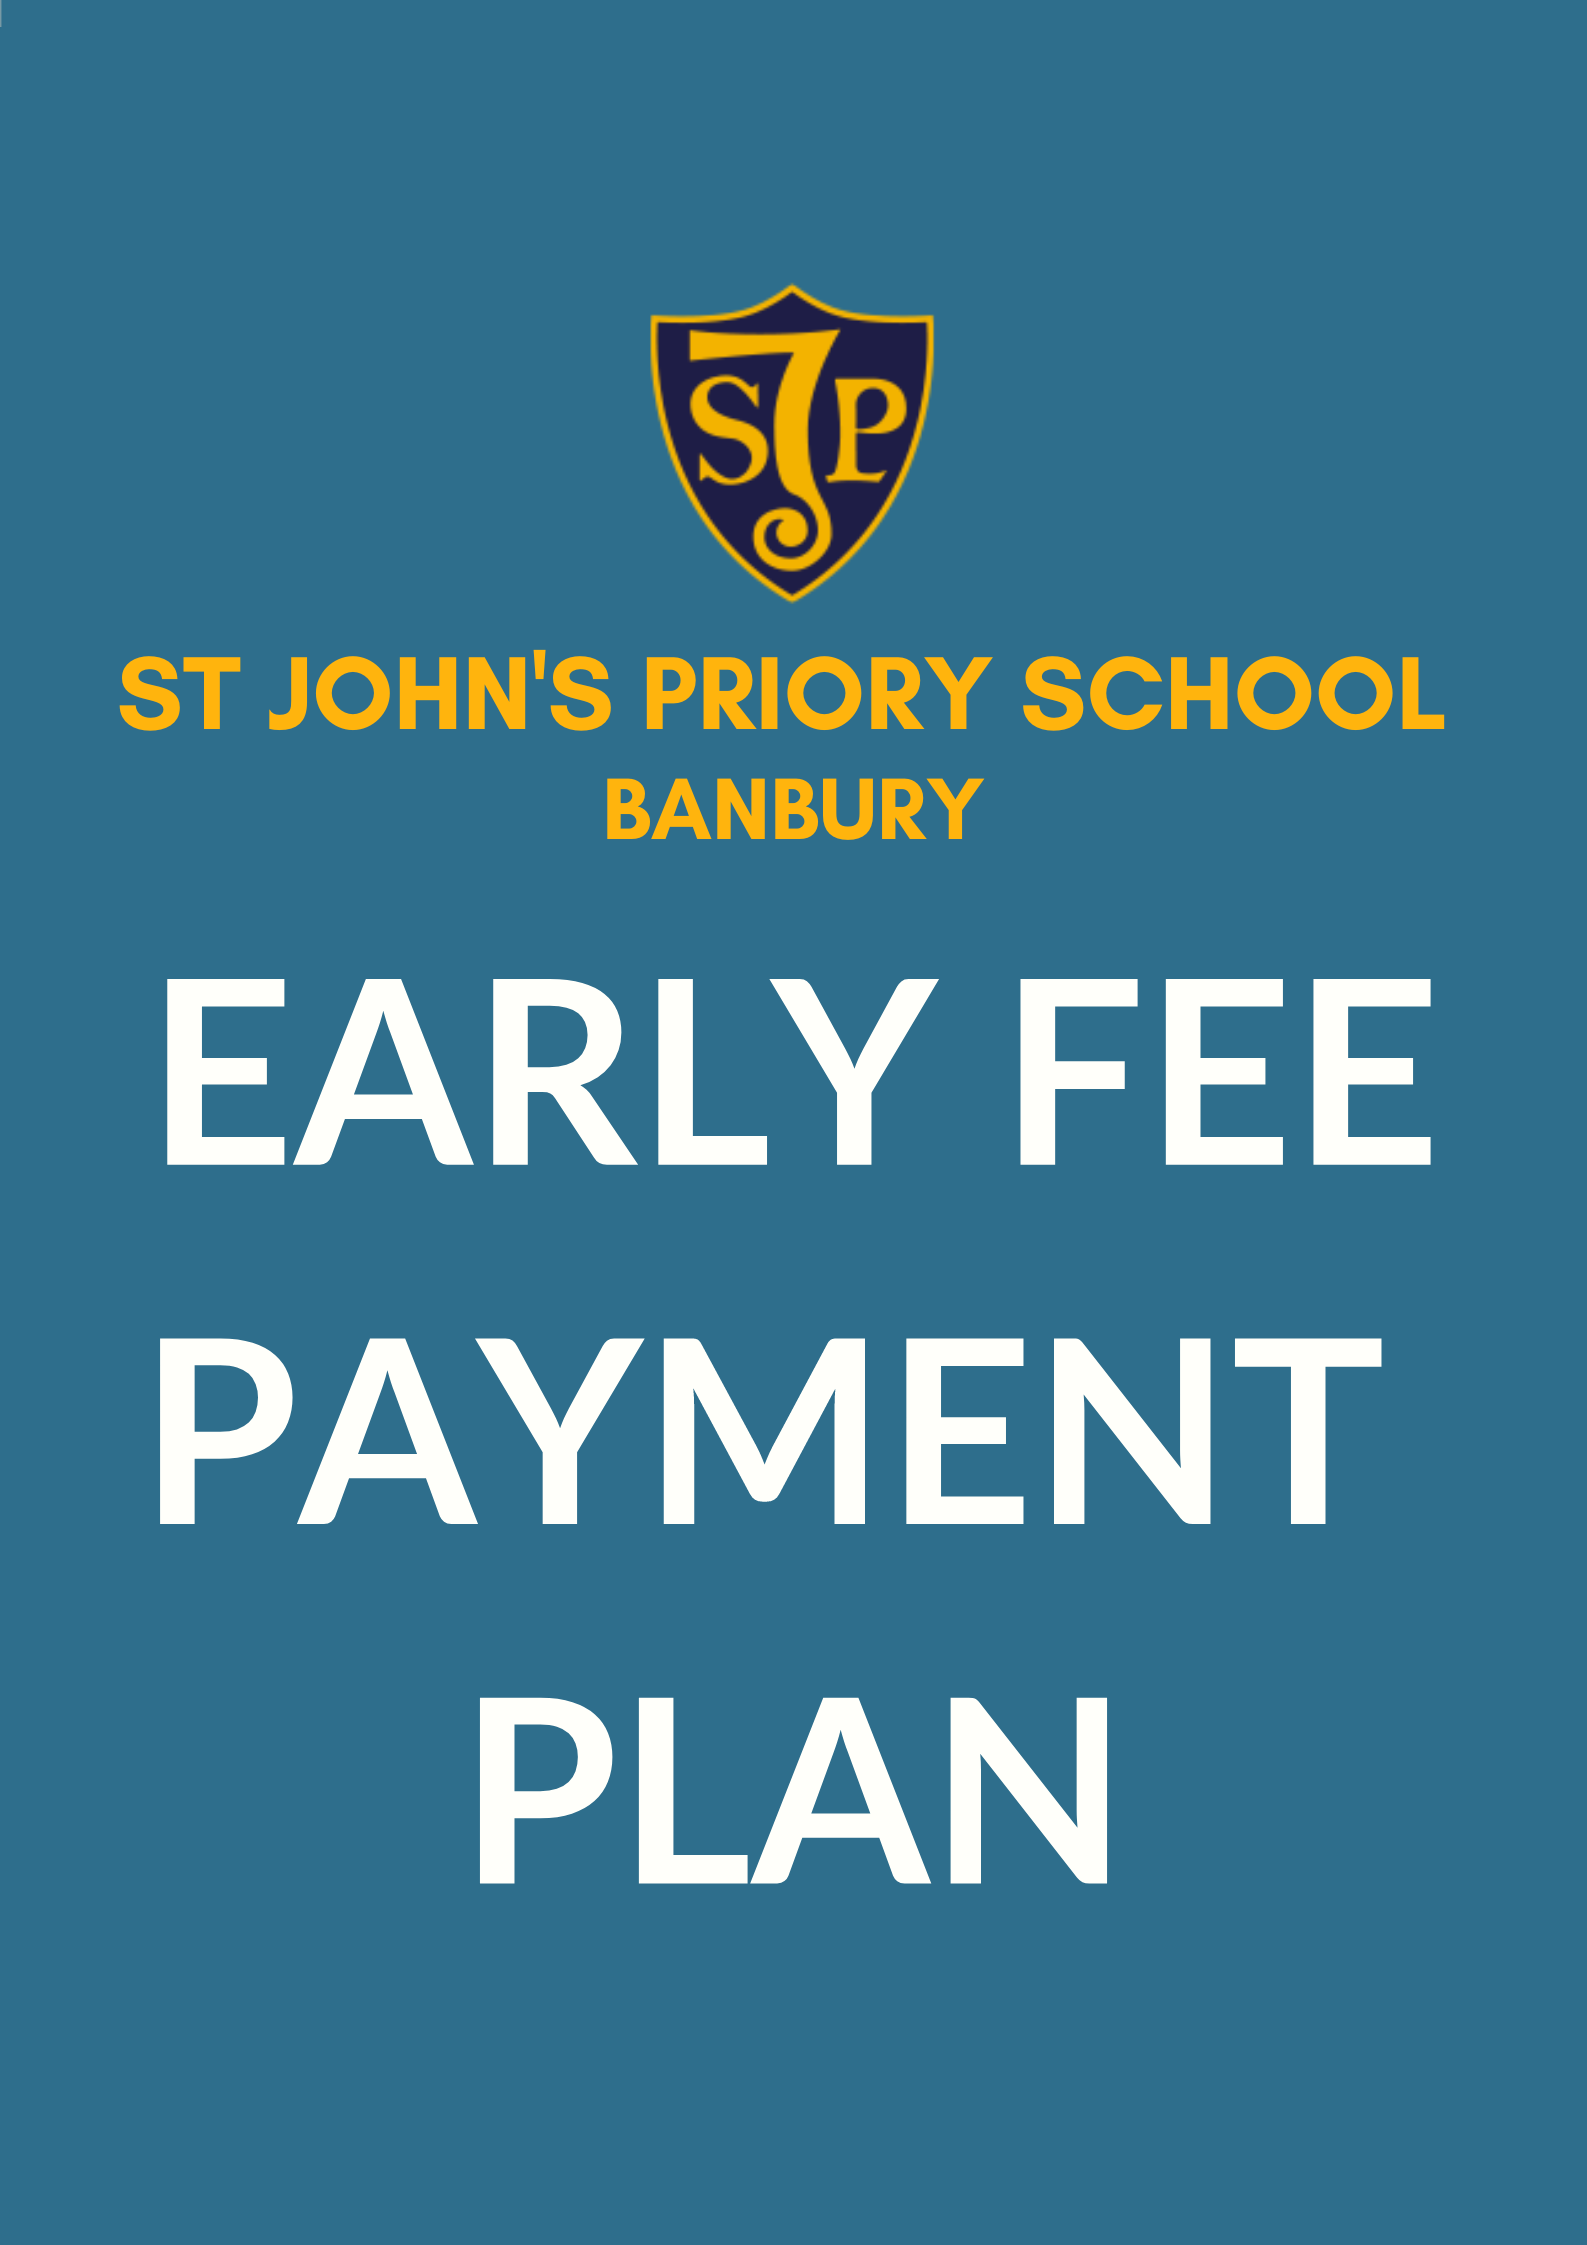 SJP
ST JOHN'S PRIORY SCHOOL
BANBURY
EARLY FEE
PAYMENT
PLAN